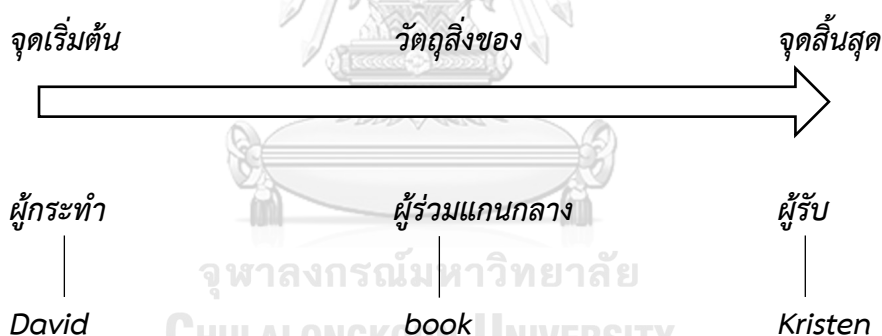 จุดเริ่มต้น วัตถุสิ่งของ จุดสิ้นสุด
ผู้กระทำ ผู้ร่วมแกนกลาง ผู้รับ
จุฬาลงกรณ์มหาวิทยาลัย
David book Kristen
CHULALONGKORN UNIVERSITY